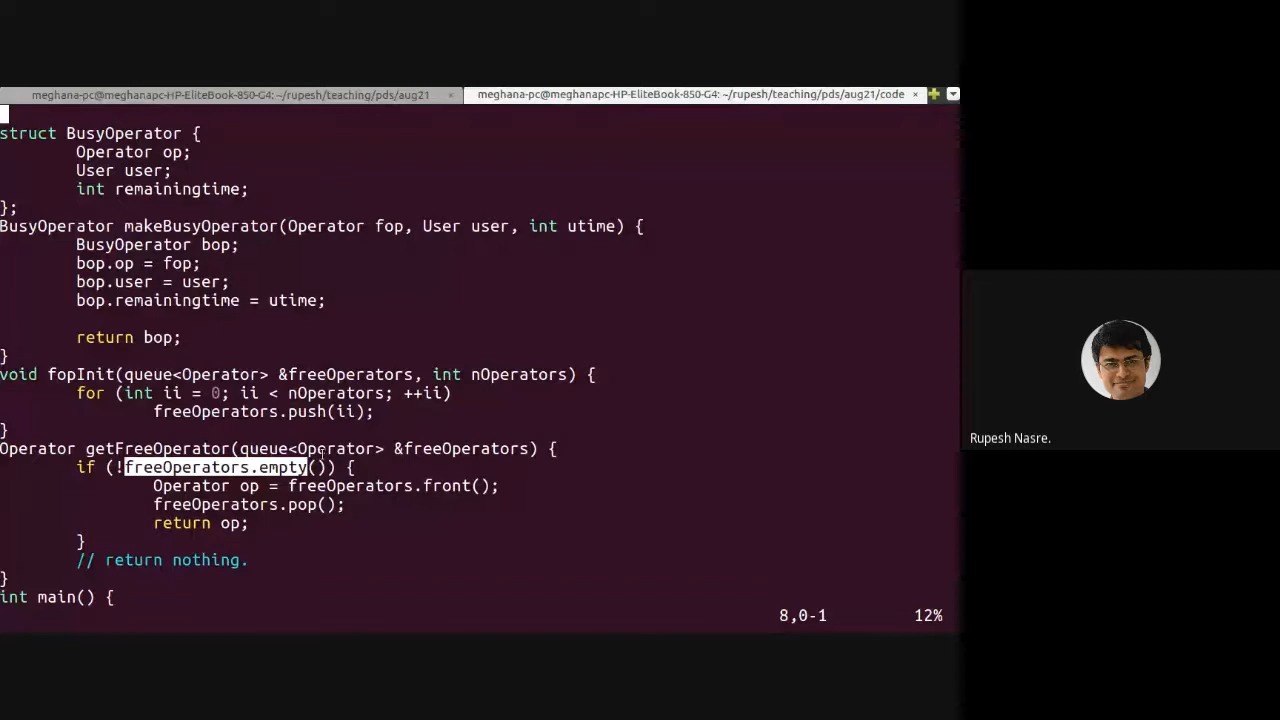 meghana-pc@meghanapc-HP-EliteBook-850-G4: ~/rupesh/teaching/pds/aug21 × meghana-pc@meghanapc-HP-EliteBook-850-G4: ~/rupesh/teaching/pds/aug21/code ×
struct BusyOperator {
Operator op;
User user;
int remainingtime;
};
BusyOperator makeBusyOperator(Operator fop, User user, int utime) {
BusyOperator bop;
bop.op = fop;
bop.user = user;
bop.remainingtime = utime;
return bop;
}
void fopInit(queue<Operator> &freeOperators, int nOperators) {
for (int ii = 0; ii < nOperators; ++ii)
freeOperators.push(ii);
}
Operator getFreeOperator(queue<Operator> &freeOperators) {
if (!freeOperators.empty()) {
Operator op = freeOperators.front();
freeOperators.pop();
return op;
}
// return nothing.
}
int main() {
8,0-1 12%
Rupesh Nasre.